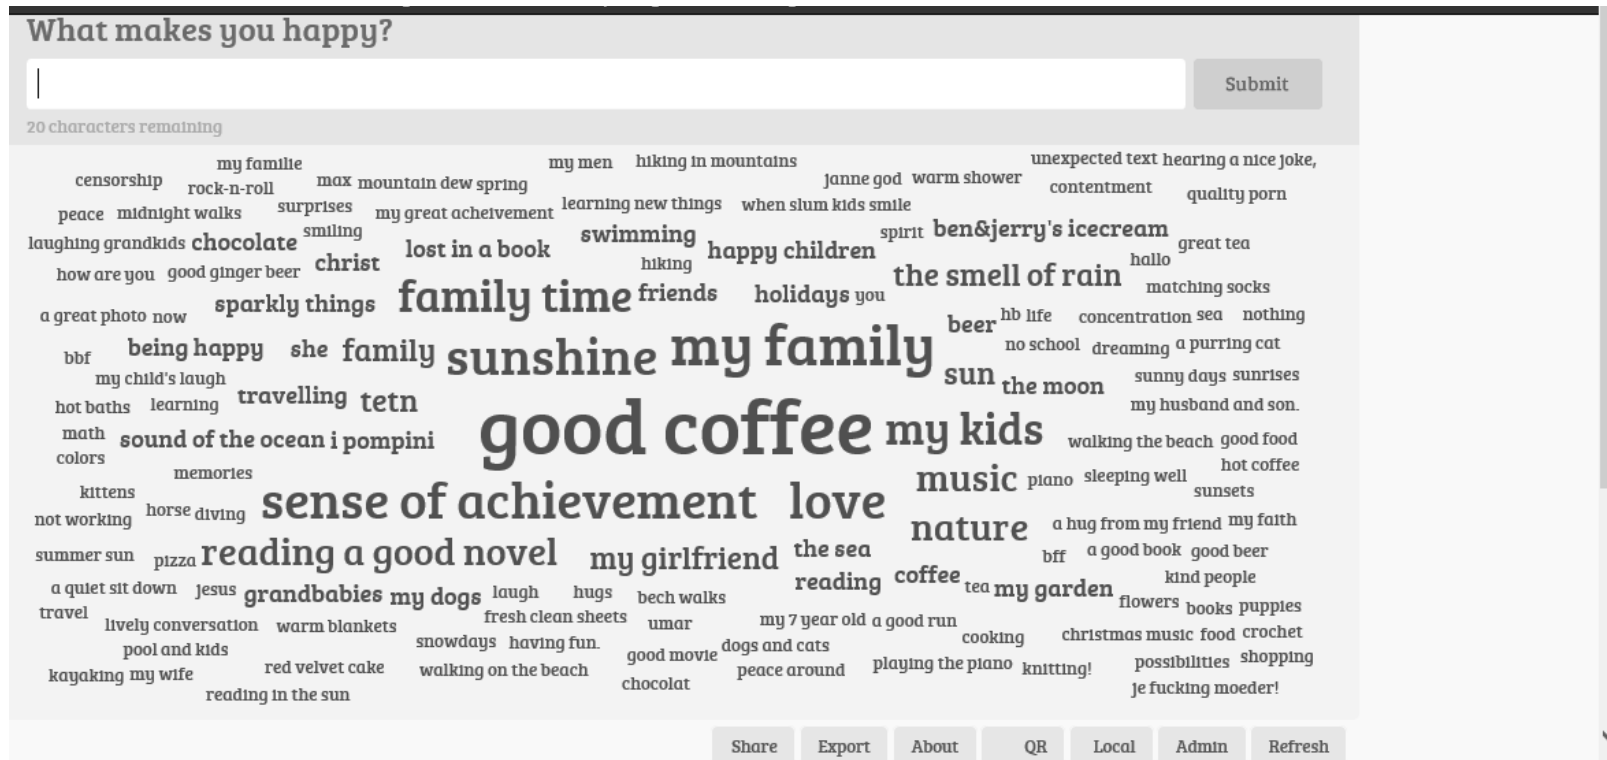 What makes you happy?
Submit
20 characters remaining
my familie my men hiking in mountains unexpected text hearing a nice joke,
censorship rock-n-roll max mountain dew spring janne god warm shower contentment quality porn
peace midnight walks surprises my great acheivement learning new things when slum kids smile
laughing grandkids chocolate smiling lost in a book swimming happy children spirit ben&jerry's icecream great tea
how are you good ginger beer christ hiking the smell of rain hallo matching socks
a great photo now sparkly things family time friends holidays you beer hb life concentration sea nothing
bbf being happy she family sunshine my family no school dreaming a purring cat
my child's laugh travelling tetn sun the moon sunny days sunrises
hot baths learning my husband and son.
math colors sound of the ocean i pompini good coffee my kids walking the beach good food
memories music piano sleeping well hot coffee
kittens sunsets
not working horse diving sense of achievement love nature a hug from my friend my faith
summer sun pizza reading a good novel my girlfriend the sea bff a good book good beer
a quiet sit down jesus grandbabies my dogs laugh hugs bech walks reading coffee tea my garden kind people
travel lively conversation warm blankets fresh clean sheets umar my 7 year old a good run flowers books puppies
pool and kids snowdays having fun. good movie dogs and cats cooking christmas music food crochet
kayaking my wife red velvet cake walking on the beach chocolat peace around playing the piano knitting! possibilities shopping
reading in the sun je fucking moeder!
Share Export About QR Local Admin Refresh